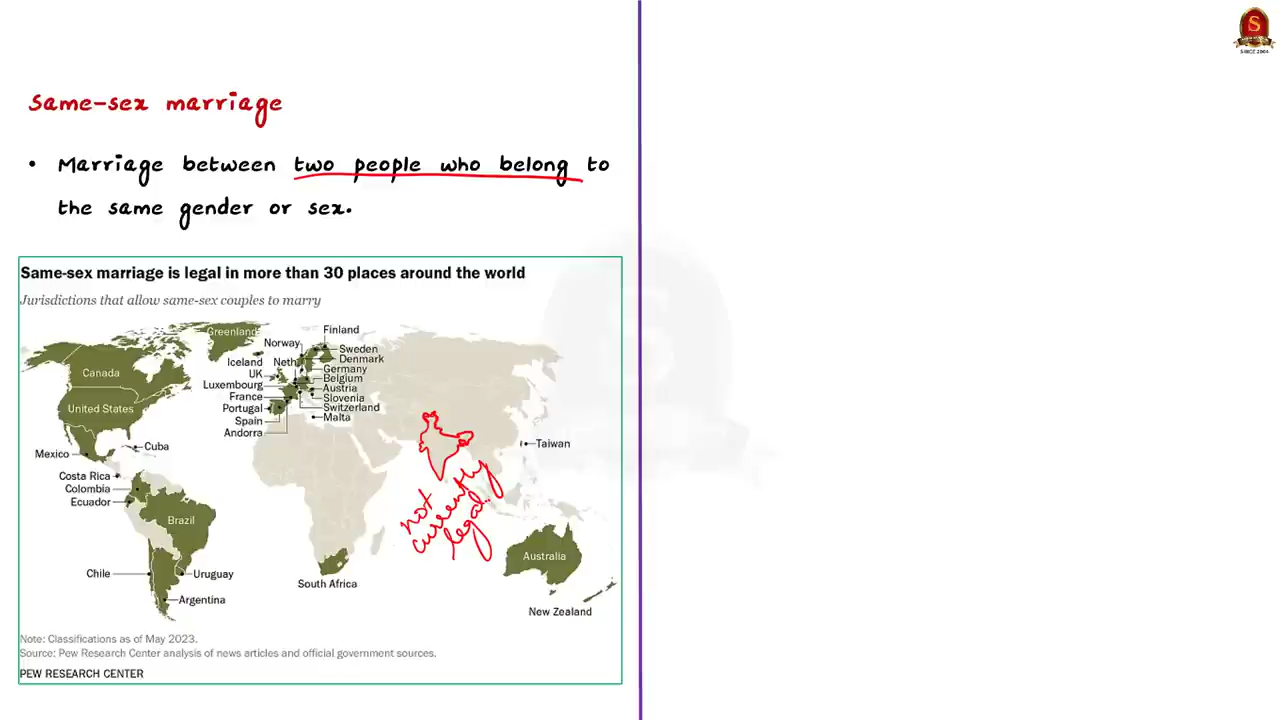 Same-sex marriage
• Marriage between two people who belong to
the same gender or sex.
Same-sex marriage is legal in more than 30 places around the world
Jurisdictions that allow same-sex couples to marry
Greenland
Finland
Norway
Sweden
Iceland
Neth
Denmark
Canada
UK
Germany
Luxembourg
Belgium
Austria
France
Slovenia
United States
Portugal
Switzerland
Spain
Malta
Andorra
Mexico
Cuba
Taiwan
Costa Rica
Colombia
Ecuador
not
currently
legal..
Brazil
Australia
Chile
Uruguay
South Africa
Argentina
New Zealand
Note: Classifications as of May 2023.
Source: Pew Research Center analysis of news articles and official government sources.
PEW RESEARCH CENTER
S
SINCE 2004